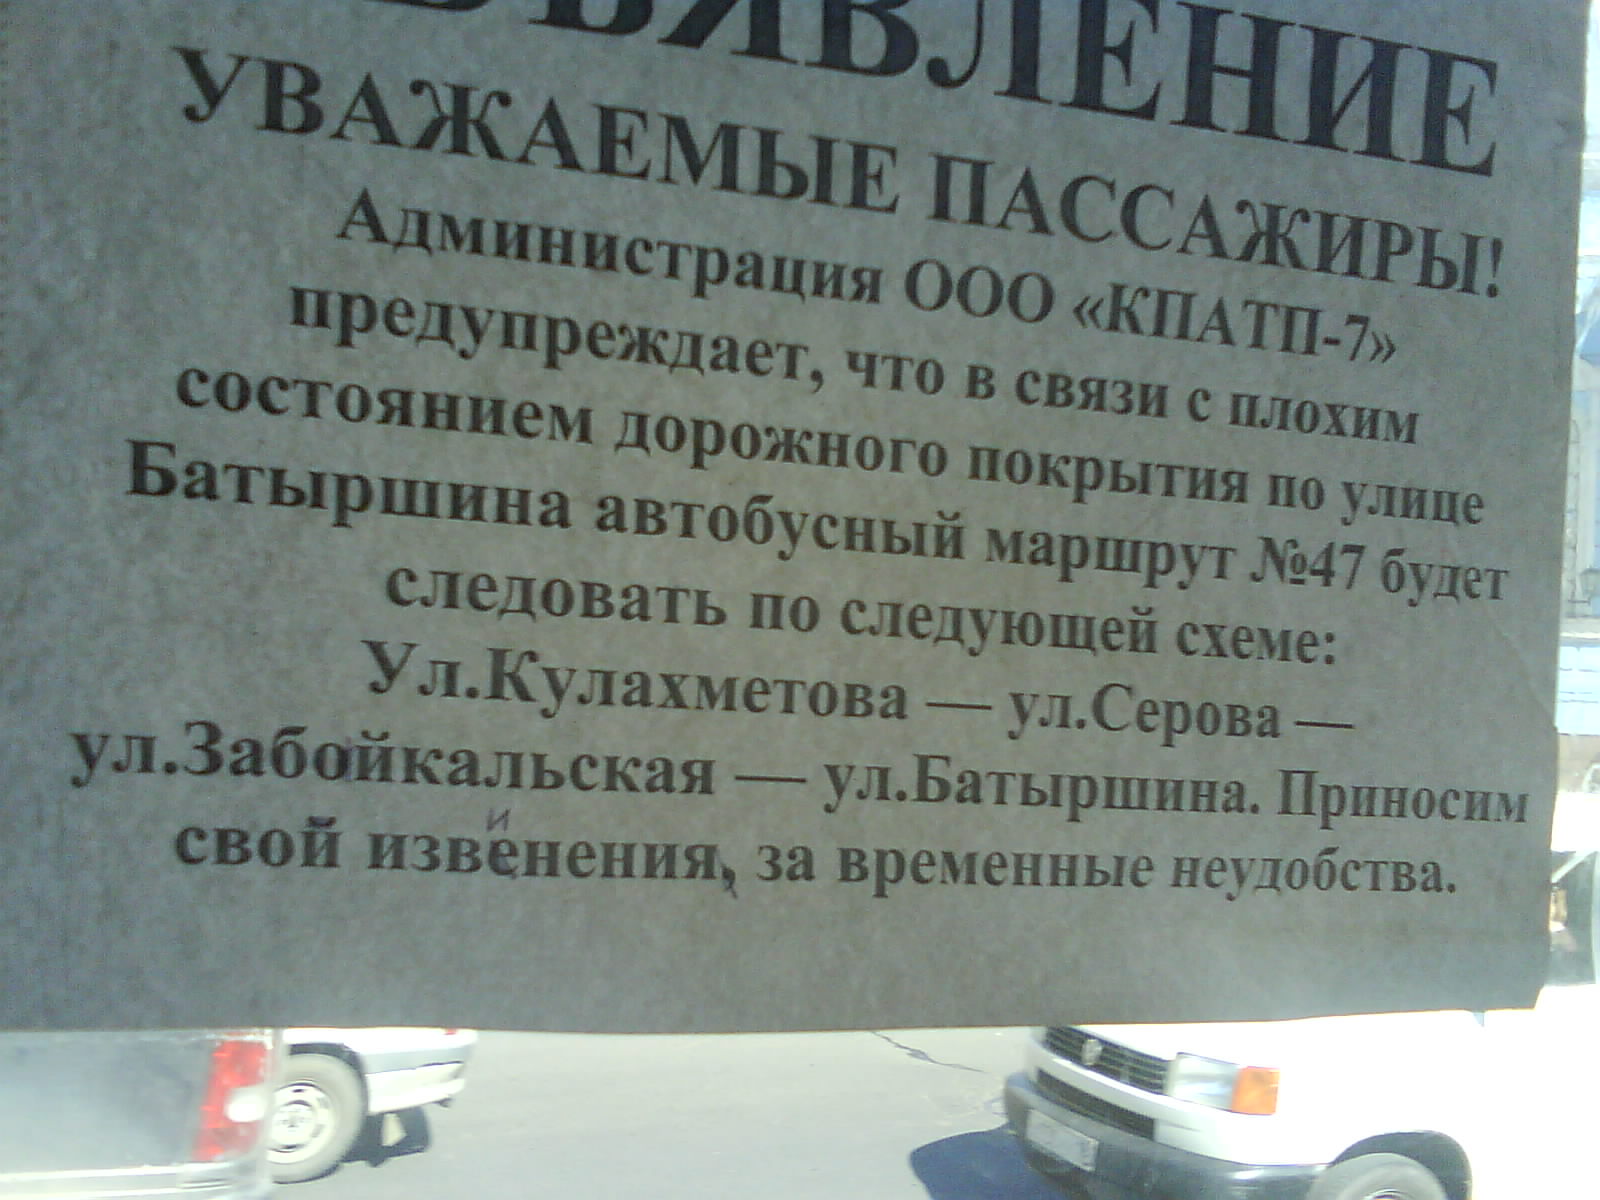 ОБЪЯВЛЕНИЕ
УВАЖАЕМЫЕ ПАССАЖИРЫ!
Администрация ООО «КПАТП-7»
предупреждает, что в связи с плохим
состоянием дорожного покрытия по улице
Батыршина автобусный маршрут №47 будет
следовать по следующей схеме:
Ул.Кулахметова — ул.Серова —
ул.Забойкальская — ул.Батыршина. Приносим
и
свой извенения, за временные неудобства.